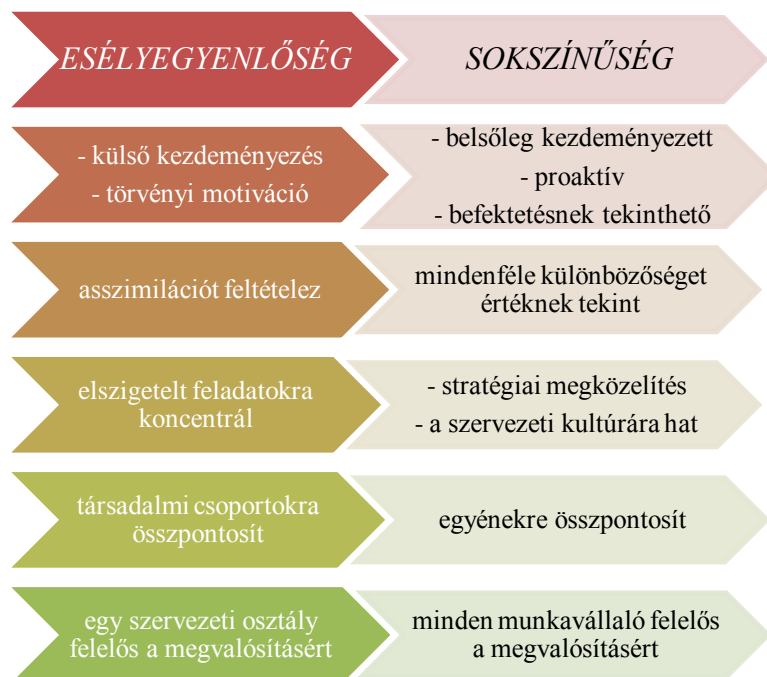 ESÉLYEGYENLŐSÉG
SOKSZÍNŰSÉG
- külső kezdeményezés
- törvényi motiváció
- belsőleg kezdeményezett
- proaktív
- befektetésnek tekinthető
asszimilációt feltételez
mindenféle különbözőséget
értéknek tekint
elszigetelt feladatokra
koncentrál
- stratégiai megközelítés
- a szervezeti kultúrára hat
társadalmi csoportokra
összpontosít
egyénekre összpontosít
egy szervezeti osztály
felelős a megvalósításért
minden munkavállaló felelős
a megvalósításért